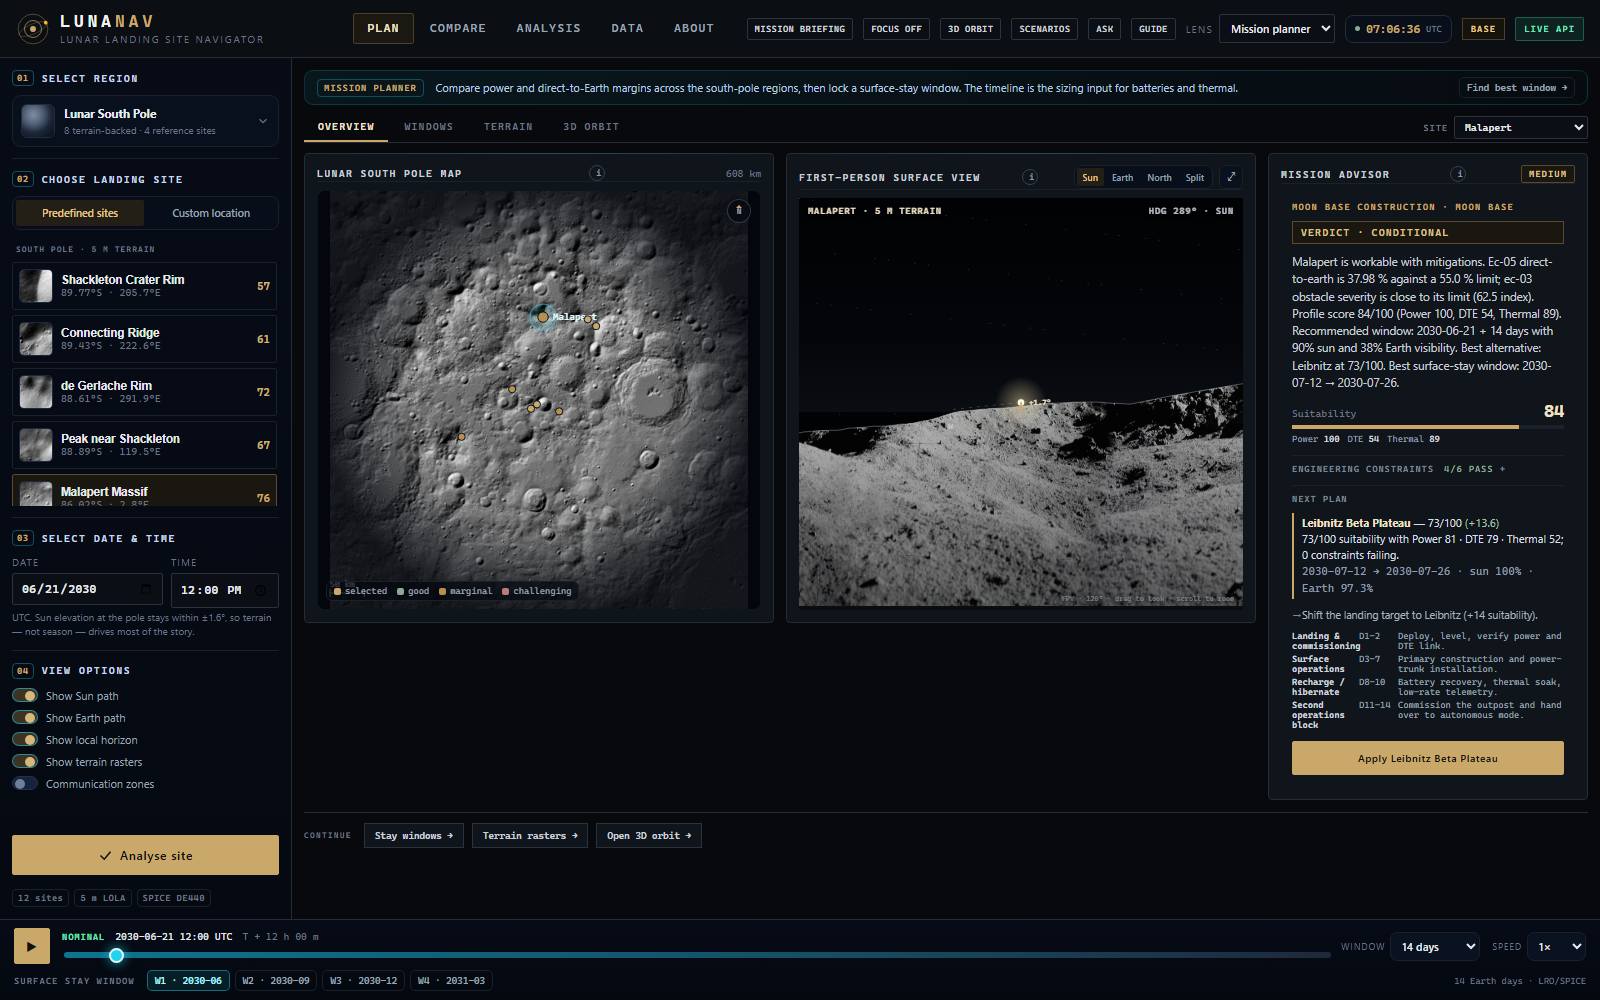 LUNANAV
LUNAR LANDING SITE NAVIGATOR
PLAN
COMPARE
ANALYSIS
DATA
ABOUT
MISSION BRIEFING
FOCUS OFF
3D ORBIT
SCENARIOS
ASK
GUIDE
LENS
Mission planner
07:06:36 UTC
BASE
LIVE API
01 SELECT REGION
Lunar South Pole
8 terrain-backed · 4 reference sites
02 CHOOSE LANDING SITE
Predefined sites
Custom location
SOUTH POLE · 5 M TERRAIN
Shackleton Crater Rim
89.77°S · 205.7°E
57
Connecting Ridge
89.43°S · 222.6°E
61
de Gerlache Rim
88.61°S · 291.9°E
72
Peak near Shackleton
88.89°S · 119.5°E
67
Malapert Massif
86.02°S · 2.8°E
76
03 SELECT DATE & TIME
DATE
TIME
06/21/2030
12:00 PM
UTC. Sun elevation at the pole stays within ±1.6°, so terrain
— not season — drives most of the story.
04 VIEW OPTIONS
Show Sun path
Show Earth path
Show local horizon
Show terrain rasters
Communication zones
Analyse site
12 sites
5 m LOLA
SPICE DE440
MISSION PLANNER
Compare power and direct-to-Earth margins across the south-pole regions, then lock a surface-stay window. The timeline is the sizing input for batteries and thermal.
Find best window →
OVERVIEW
WINDOWS
TERRAIN
3D ORBIT
SITE
Malapert
LUNAR SOUTH POLE MAP
i
608 km
Malapert
50 km
selected
good
marginal
challenging
FIRST-PERSON SURFACE VIEW
i
Sun
Earth
North
Split
MALAPERT · 5 M TERRAIN
HDG 289° · SUN
+1.7°
FPV · 120° · drag to look · scroll to zoom
MISSION ADVISOR
i
MEDIUM
MOON BASE CONSTRUCTION · MOON BASE
VERDICT · CONDITIONAL
Malapert is workable with mitigations. Ec-05 direct-
to-earth is 37.98 % against a 55.0 % limit; ec-03
obstacle severity is close to its limit (62.5 index).
Profile score 84/100 (Power 100, DTE 54, Thermal 89).
Recommended window: 2030-06-21 + 14 days with
90% sun and 38% Earth visibility. Best alternative:
Leibnitz at 73/100. Best surface-stay window: 2030-
07-12 → 2030-07-26.
Suitability
84
Power 100 DTE 54 Thermal 89
ENGINEERING CONSTRAINTS 4/6 PASS +
NEXT PLAN
Leibnitz Beta Plateau — 73/100 (+13.6)
73/100 suitability with Power 81 · DTE 79 · Thermal 52;
0 constraints failing.
2030-07-12 → 2030-07-26 · sun 100% ·
Earth 97.3%
→Shift the landing target to Leibnitz (+14 suitability).
Landing & commissioning D1–2 Deploy, level, verify power and DTE link.
Surface operations D3–7 Primary construction and power-trunk installation.
Recharge / hibernate D8–10 Battery recovery, thermal soak, low-rate telemetry.
Second operations block D11–14 Commission the outpost and hand over to autonomous mode.
Apply Leibnitz Beta Plateau
CONTINUE
Stay windows →
Terrain rasters →
Open 3D orbit →
NOMINAL 2030-06-21 12:00 UTC T + 12 h 00 m
WINDOW
14 days
SPEED
1×
SURFACE STAY WINDOW
W1 · 2030-06
W2 · 2030-09
W3 · 2030-12
W4 · 2031-03
14 Earth days · LRO/SPICE